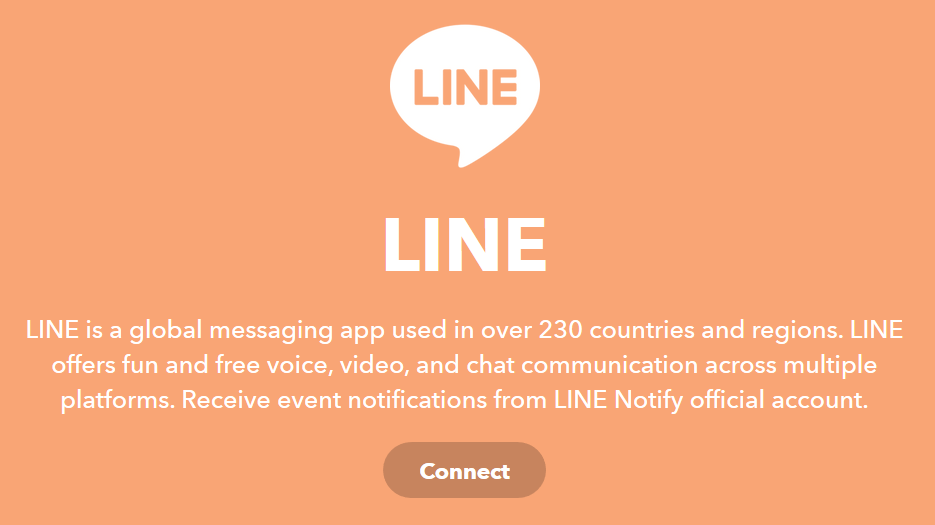 LINE
LINE
LINE is a global messaging app used in over 230 countries and regions. LINE
offers fun and free voice, video, and chat communication across multiple
platforms. Receive event notifications from LINE Notify official account.
Connect